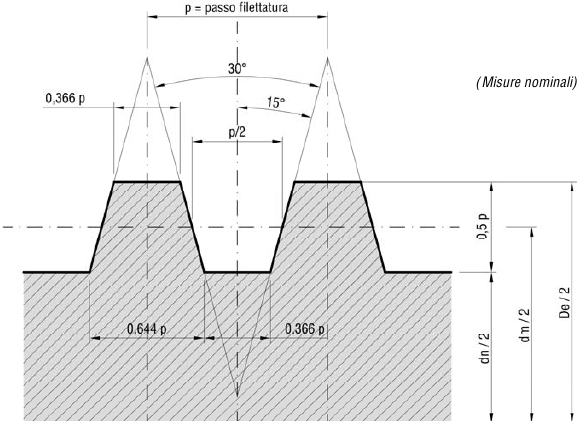 p = passo filettatura
30°
(Misure nominali)
0,366 p
15°
p/2
0,5 p
0.644 p
0.366 p
dn / 2
dm / 2
De / 2